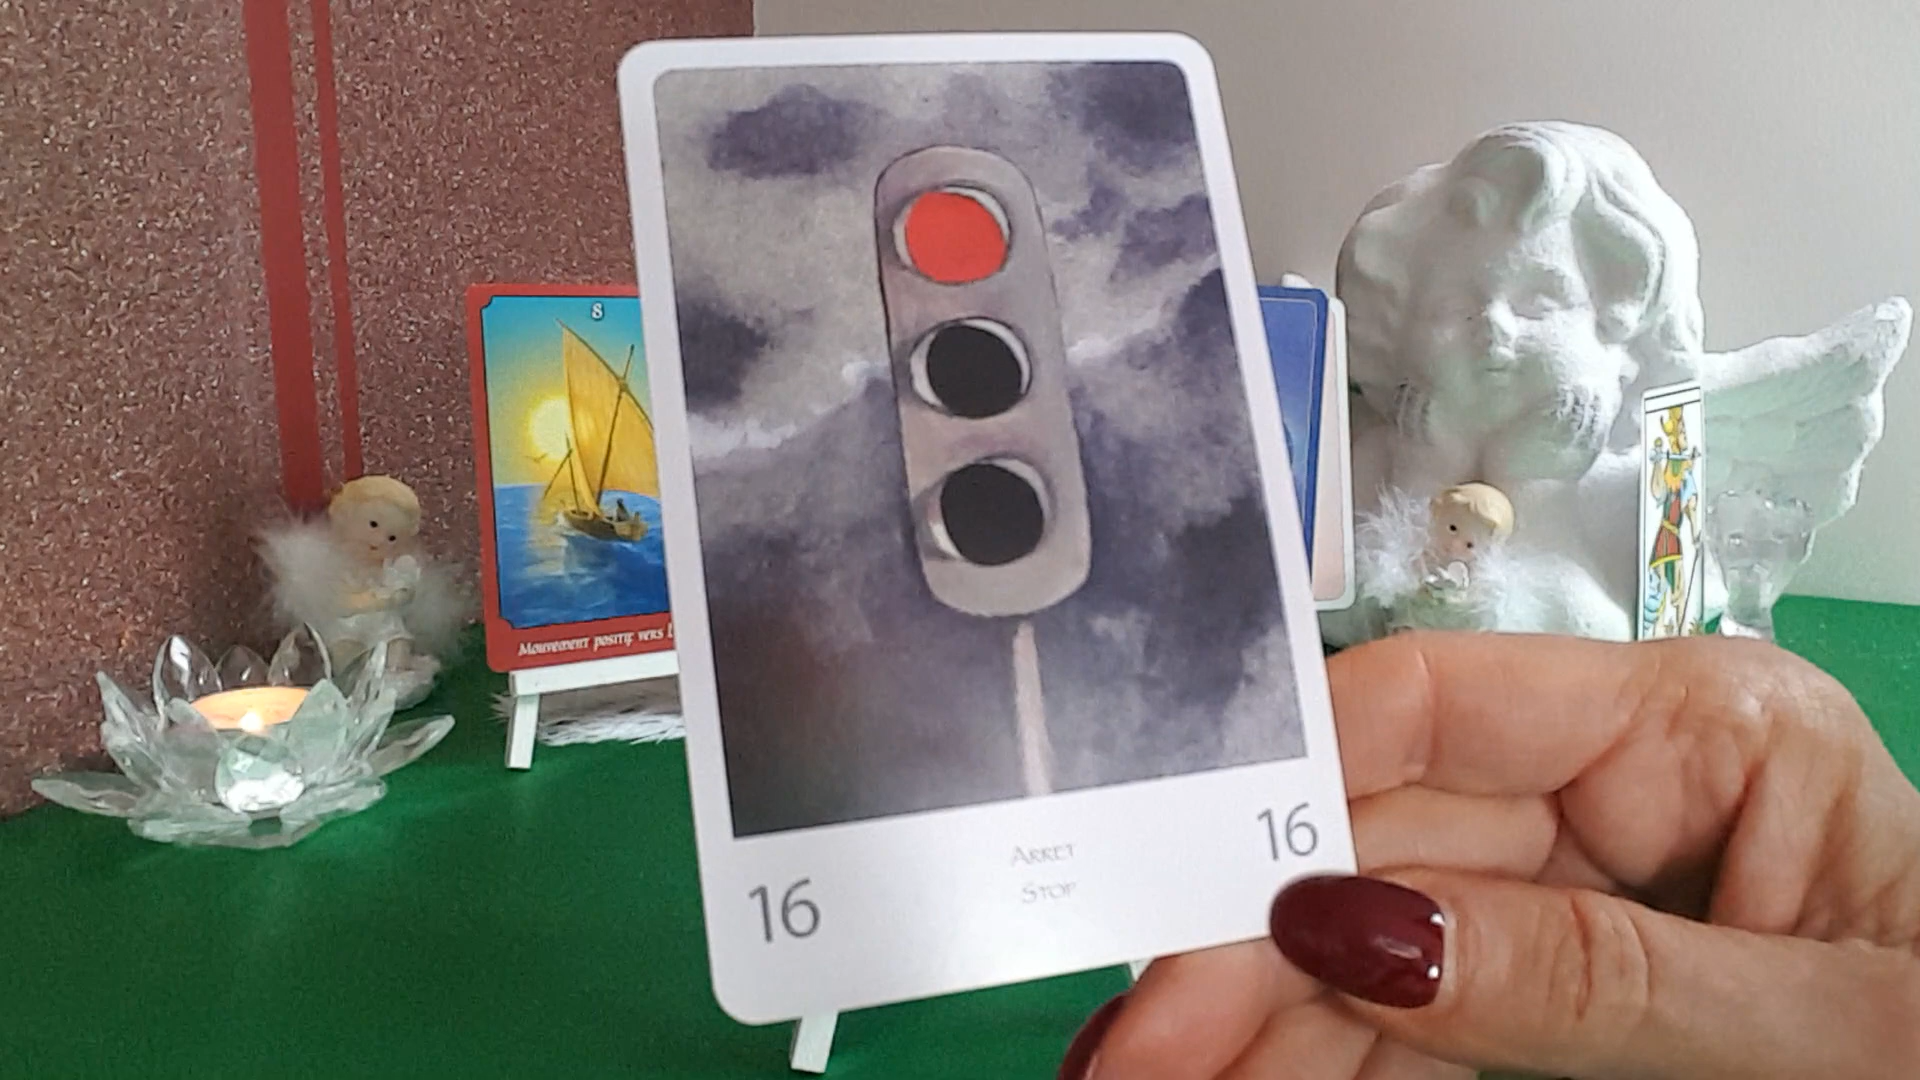 8
Mouvement positif vers
Arret
Stop
16
16